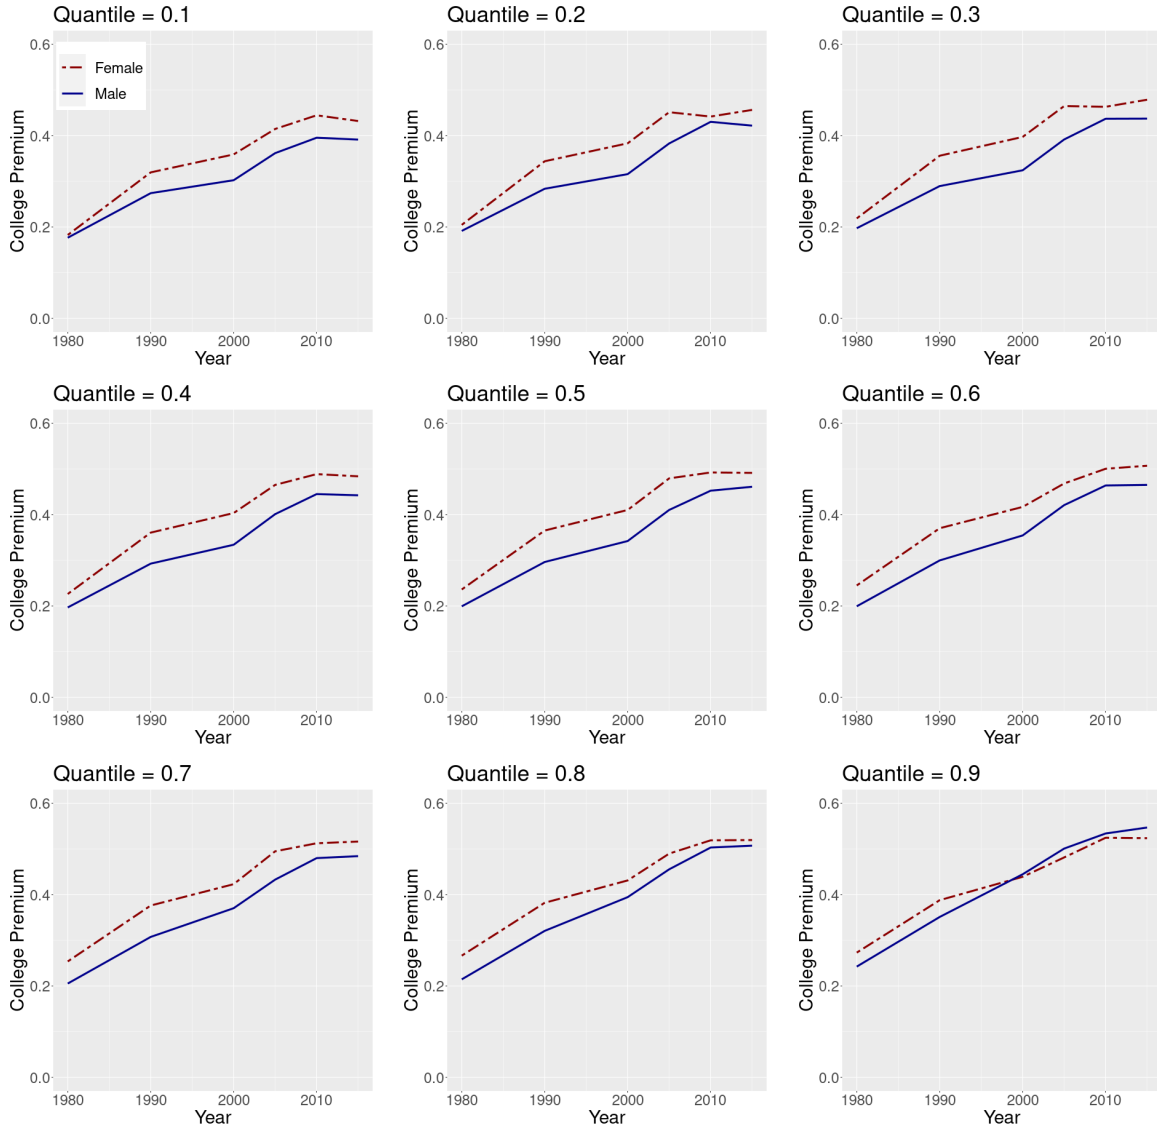 Quantile = 0.1
0.6
0.4
0.2
0.0
College Premium
Female
Male
1980 1990 2000 2010
Year
Quantile = 0.2
0.6
0.4
0.2
0.0
College Premium
1980 1990 2000 2010
Year
Quantile = 0.3
0.6
0.4
0.2
0.0
College Premium
1980 1990 2000 2010
Year
Quantile = 0.4
0.6
0.4
0.2
0.0
College Premium
1980 1990 2000 2010
Year
Quantile = 0.5
0.6
0.4
0.2
0.0
College Premium
1980 1990 2000 2010
Year
Quantile = 0.6
0.6
0.4
0.2
0.0
College Premium
1980 1990 2000 2010
Year
Quantile = 0.7
0.6
0.4
0.2
0.0
College Premium
1980 1990 2000 2010
Year
Quantile = 0.8
0.6
0.4
0.2
0.0
College Premium
1980 1990 2000 2010
Year
Quantile = 0.9
0.6
0.4
0.2
0.0
College Premium
1980 1990 2000 2010
Year